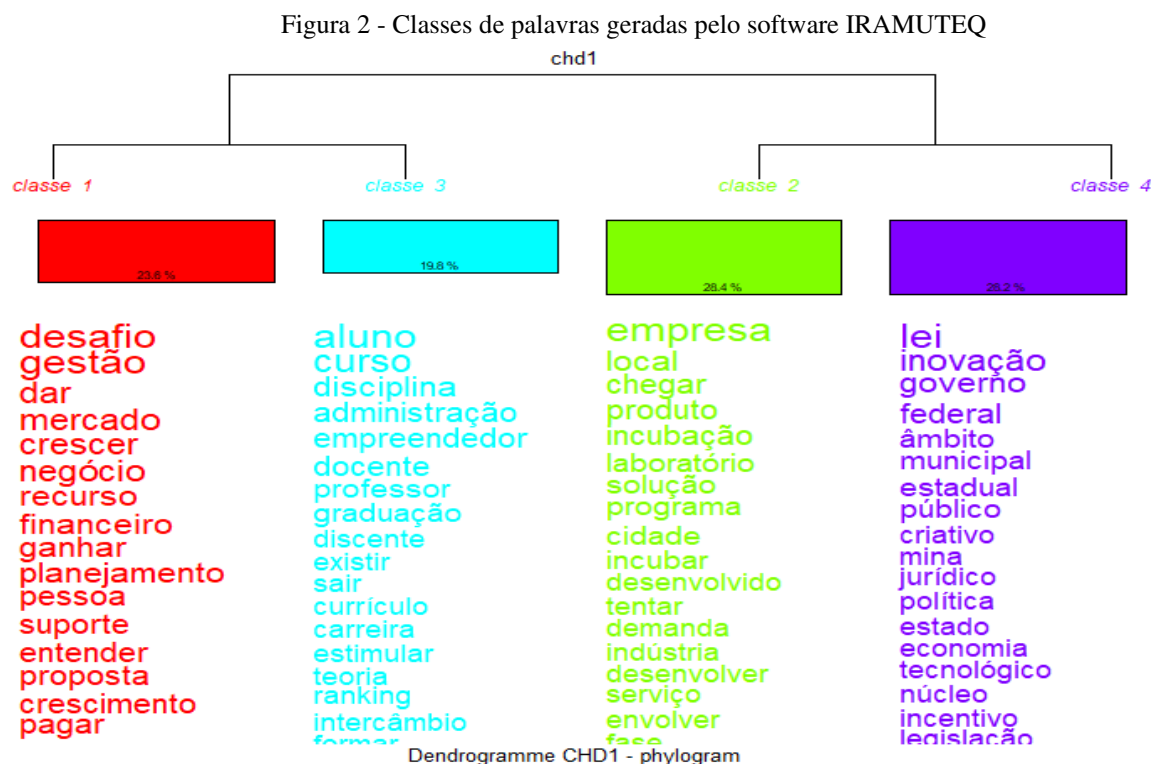 Figura 2 - Classes de palavras geradas pelo software IRAMUTEQ
chd1
classe 1
23.6 %
desafio
gestão
dar
mercado
crescer
negócio
recurso
financeiro
ganhar
planejamento
pessoa
suporte
entender
proposta
crescimento
pagar
classe 3
19.8 %
aluno
curso
disciplina
administração
empreendedor
docente
professor
graduação
discente
existir
sair
currículo
carreira
estimular
teoria
ranking
intercâmbio
formar
classe 2
28.4 %
empresa
local
chegar
produto
incubação
laboratório
solução
programa
cidade
incubar
desenvolvido
tentar
demanda
indústria
desenvolver
serviço
envolver
fase
classe 4
28.2 %
lei
inovação
governo
federal
âmbito
municipal
estadual
público
criativo
mina
jurídico
política
estado
economia
tecnológico
núcleo
incentivo
legislação
Dendrogramme CHD1 - phylogram